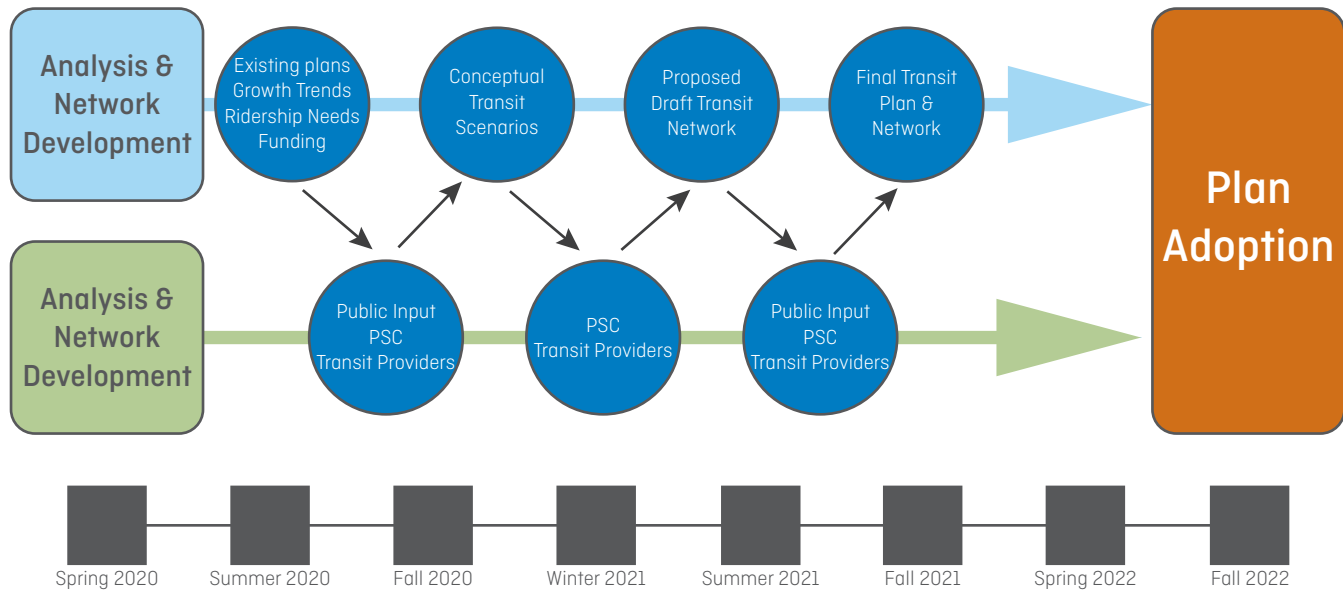 Analysis &
Network
Development
Existing plans
Growth Trends
Ridership Needs
Funding
Conceptual
Transit
Scenarios
Proposed
Draft Transit
Network
Final Transit
Plan &
Network
Plan
Adoption
Analysis &
Network
Development
Public Input
PSC
Transit Providers
PSC
Transit Providers
Public Input
PSC
Transit Providers
Spring 2020
Summer 2020
Fall 2020
Winter 2021
Summer 2021
Fall 2021
Spring 2022
Fall 2022